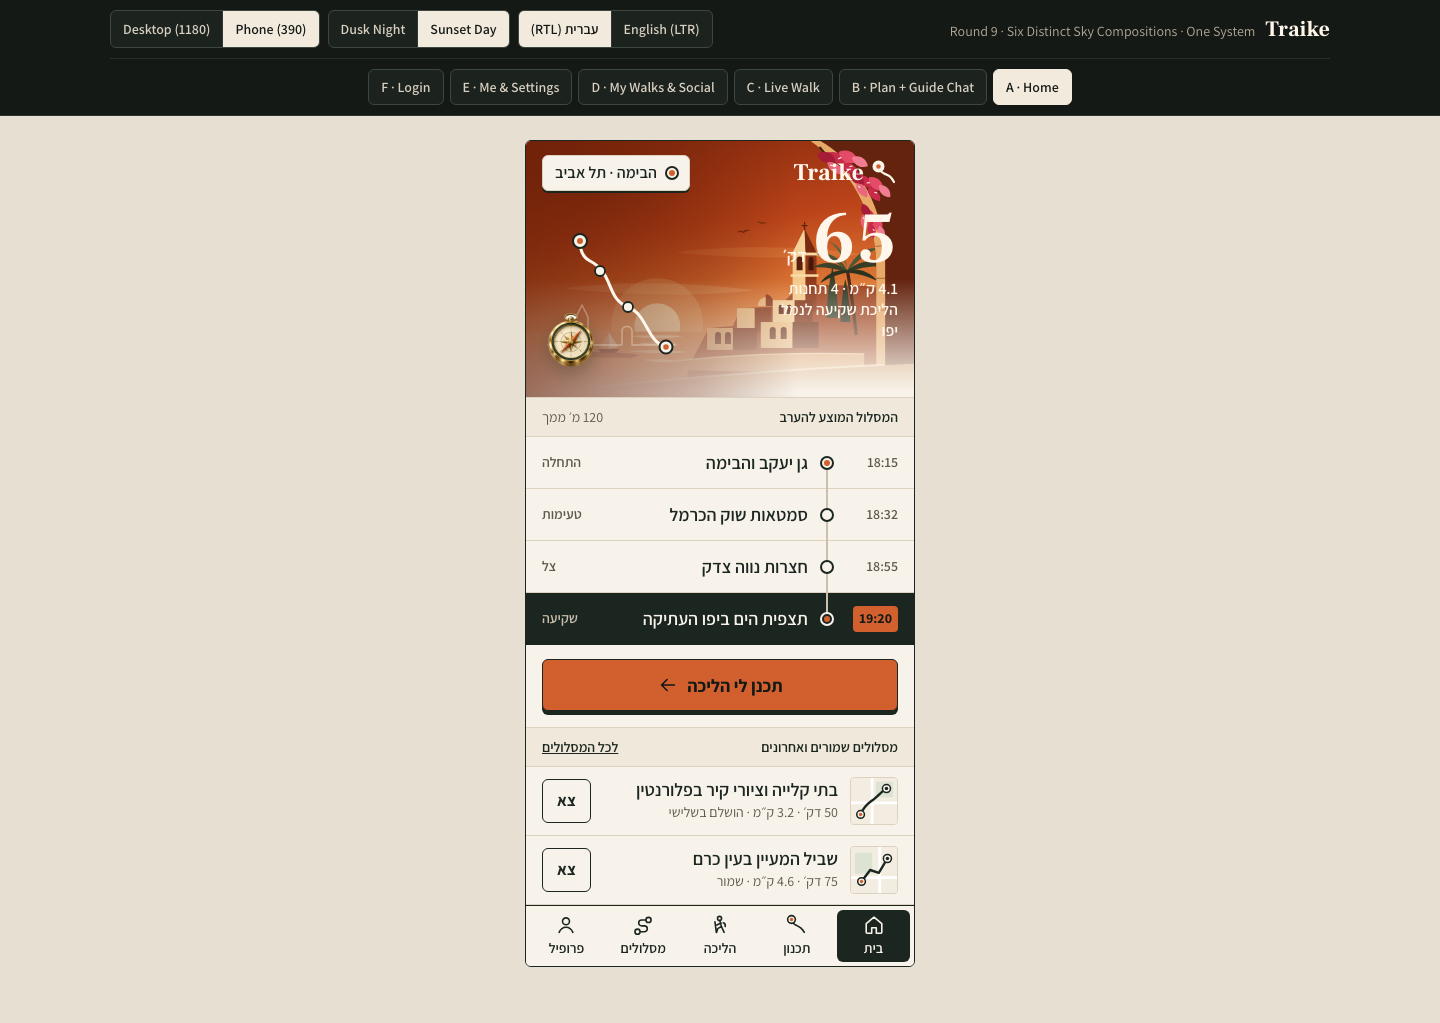 Desktop (1180) Phone (390) Dusk Night Sunset Day עברית (RTL) English (LTR) Round 9 · Six Distinct Sky Compositions · One System Traike
F · Login E · Me & Settings D · My Walks & Social C · Live Walk B · Plan + Guide Chat A · Home
Traike
הבימה · תל אביב
65
4.1 ק״מ · 4 תחנות
הליכת שקיעה לנמל
יפו
המסלול המוצע להערב
120 מ׳ ממך
18:15 גן יעקב והבימה התחלה
18:32 סמטאות שוק הכרמל טעימות
18:55 חצרות נווה צדק צל
19:20 תצפית הים ביפו העתיקה שקיעה
תכנן לי הליכה ←
מסלולים שמורים ואחרונים
לכל המסלולים
בתי קלייה וציורי קיר בפלורנטין
50 דק׳ · 3.2 ק״מ · הושלם בשלישי
צא
שביל המעיין בעין כרם
75 דק׳ · 4.6 ק״מ · שמור
צא
בית תכנון הליכה מסלולים פרופיל